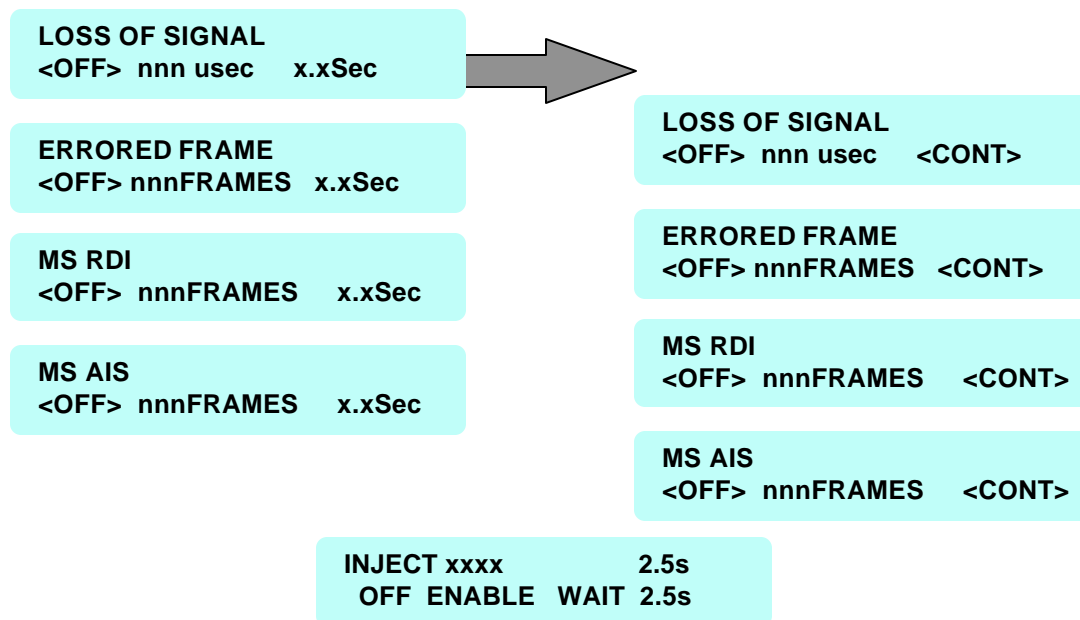 LOSS OF SIGNAL
<OFF> nnn usec x.xSec
ERRORED FRAME
<OFF> nnnFRAMES x.xSec
MS RDI
<OFF> nnnFRAMES x.xSec
MS AIS
<OFF> nnnFRAMES x.xSec
LOSS OF SIGNAL
<OFF> nnn usec <CONT>
ERRORED FRAME
<OFF> nnnFRAMES <CONT>
MS RDI
<OFF> nnnFRAMES <CONT>
MS AIS
<OFF> nnnFRAMES <CONT>
INJECT xxxx 2.5s
OFF ENABLE WAIT 2.5s